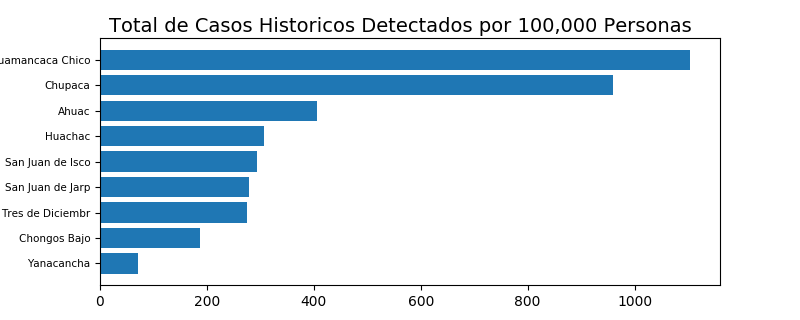 Total de Casos Historicos Detectados por 100,000 Personas
uamancaca Chico
Chupaca
Ahuac
Huachac
San Juan de Isco
San Juan de Jarp
Tres de Diciembr
Chongos Bajo
Yanacancha
0 200 400 600 800 1000